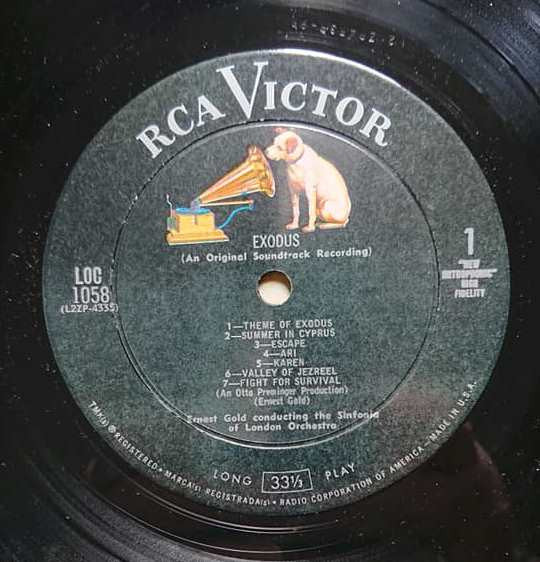 RCA VICTOR
EXODUS
(An Original Soundtrack Recording)
LOC
1058
(L2ZP-4335)
1
"NEW
ORTHOPHONIC"
HIGH
FIDELITY
1—THEME OF EXODUS
2—SUMMER IN CYPRUS
3—ESCAPE
4—ARI
5—KAREN
6—VALLEY OF JEZREEL
7—FIGHT FOR SURVIVAL
(An Otto Preminger Production)
(Ernest Gold)
Ernest Gold conducting the Sinfonia
of London Orchestra
LONG 33⅓ PLAY
TMK(s) ® REGISTERED • MARCA(s) REGISTRADA(s) • RADIO CORPORATION OF AMERICA — MADE IN U.S.A.